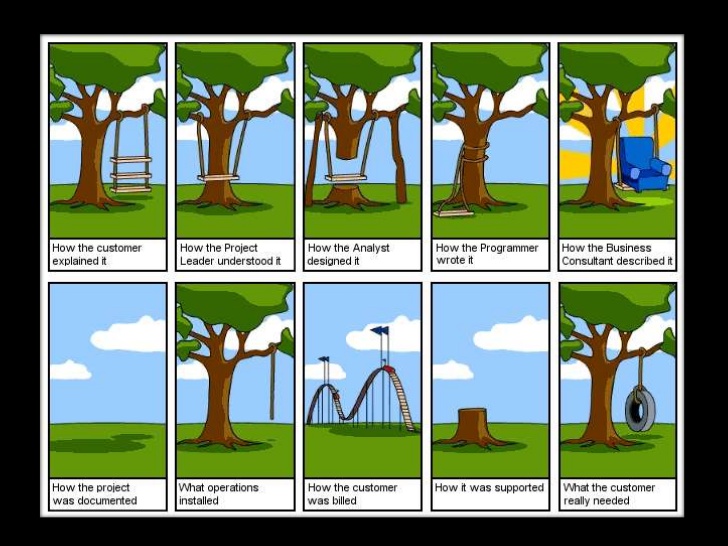 How the customer
explained it
How the Project
Leader understood it
How the Analyst
designed it
How the Programmer
wrote it
How the Business
Consultant described it
How the project
was documented
What operations
installed
How the customer
was billed
How it was supported
What the customer
really needed